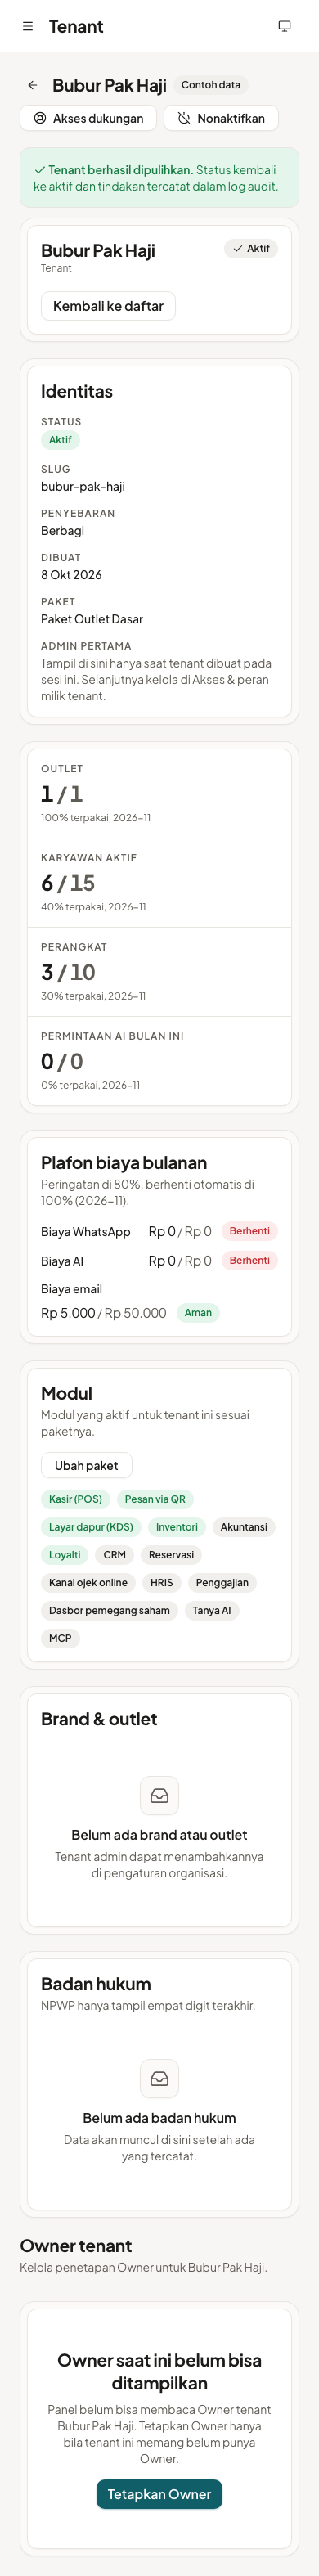 Tenant
Bubur Pak Haji Contoh data
Akses dukungan Nonaktifkan
Tenant berhasil dipulihkan. Status kembali
ke aktif dan tindakan tercatat dalam log audit.
Bubur Pak Haji Aktif
Tenant
Kembali ke daftar
Identitas
STATUS
Aktif
SLUG
bubur-pak-haji
PENYEBARAN
Berbagi
DIBUAT
8 Okt 2026
PAKET
Paket Outlet Dasar
ADMIN PERTAMA
Tampil di sini hanya saat tenant dibuat pada
sesi ini. Selanjutnya kelola di Akses & peran
milik tenant.
OUTLET
1 / 1
100% terpakai, 2026-11
KARYAWAN AKTIF
6 / 15
40% terpakai, 2026-11
PERANGKAT
3 / 10
30% terpakai, 2026-11
PERMINTAAN AI BULAN INI
0 / 0
0% terpakai, 2026-11
Plafon biaya bulanan
Peringatan di 80%, berhenti otomatis di
100% (2026-11).
Biaya WhatsApp Rp 0 / Rp 0 Berhenti
Biaya AI Rp 0 / Rp 0 Berhenti
Biaya email
Rp 5.000 / Rp 50.000 Aman
Modul
Modul yang aktif untuk tenant ini sesuai
paketnya.
Ubah paket
Kasir (POS) Pesan via QR
Layar dapur (KDS) Inventori Akuntansi
Loyalti CRM Reservasi
Kanal ojek online HRIS Penggajian
Dasbor pemegang saham Tanya AI
MCP
Brand & outlet
Belum ada brand atau outlet
Tenant admin dapat menambahkannya
di pengaturan organisasi.
Badan hukum
NPWP hanya tampil empat digit terakhir.
Belum ada badan hukum
Data akan muncul di sini setelah ada
yang tercatat.
Owner tenant
Kelola penetapan Owner untuk Bubur Pak Haji.
Owner saat ini belum bisa
ditampilkan
Panel belum bisa membaca Owner tenant
Bubur Pak Haji. Tetapkan Owner hanya
bila tenant ini memang belum punya
Owner.
Tetapkan Owner